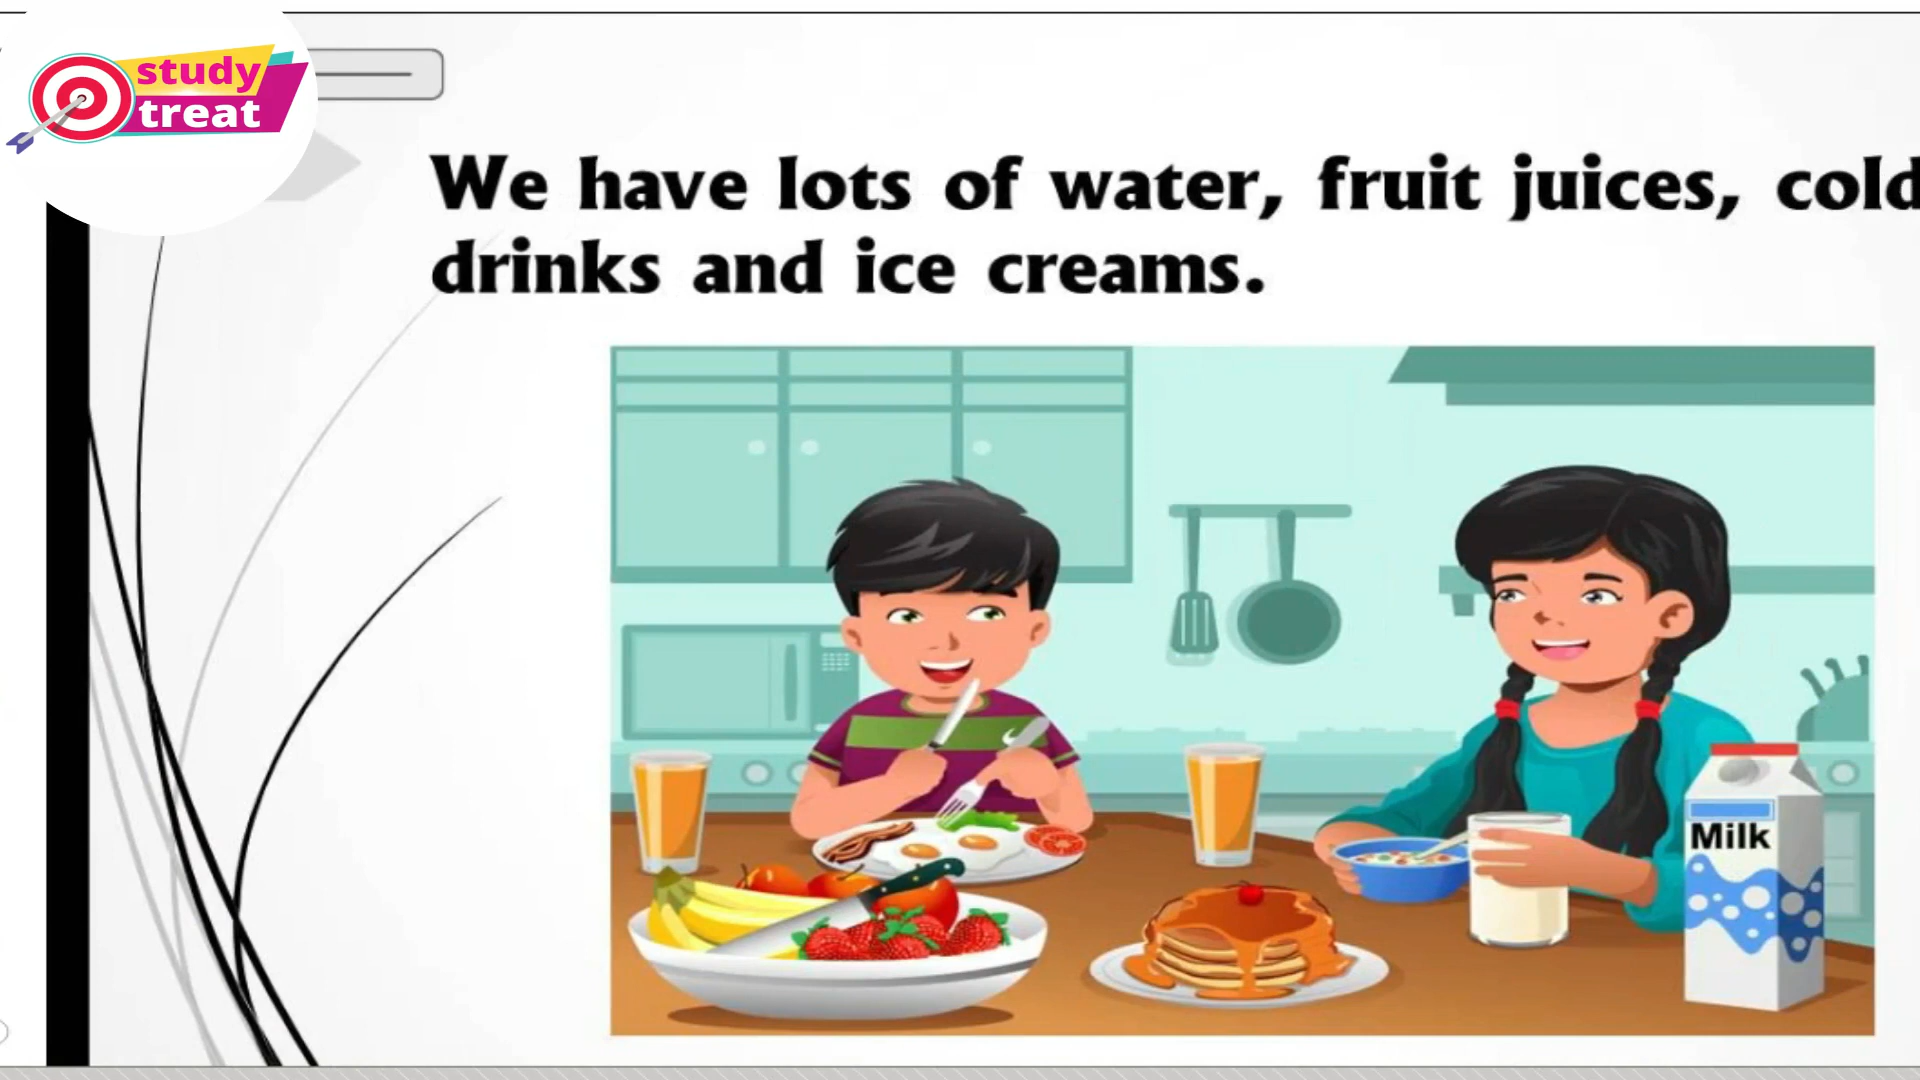 study
treat
We have lots of water, fruit juices, cold
drinks and ice creams.
Milk